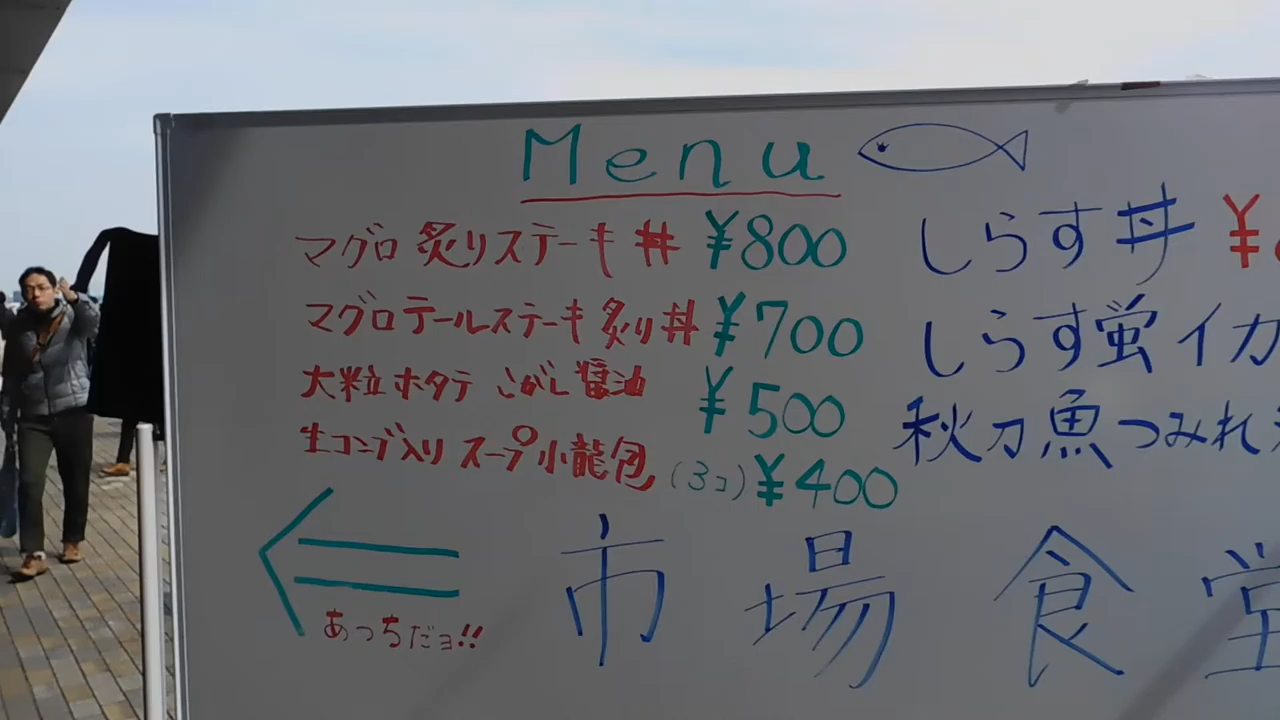 Menu
マグロ 炙りステーキ丼 ¥800
マグロテールステーキ炙り丼 ¥700
大粒ホタテ こがし醤油 ¥500
生コンブ入り スープ小龍包 (3コ) ¥400
しらす丼 ¥
しらす蛍イカ
秋刀魚つみれ
あっちだョ!!
市場食堂